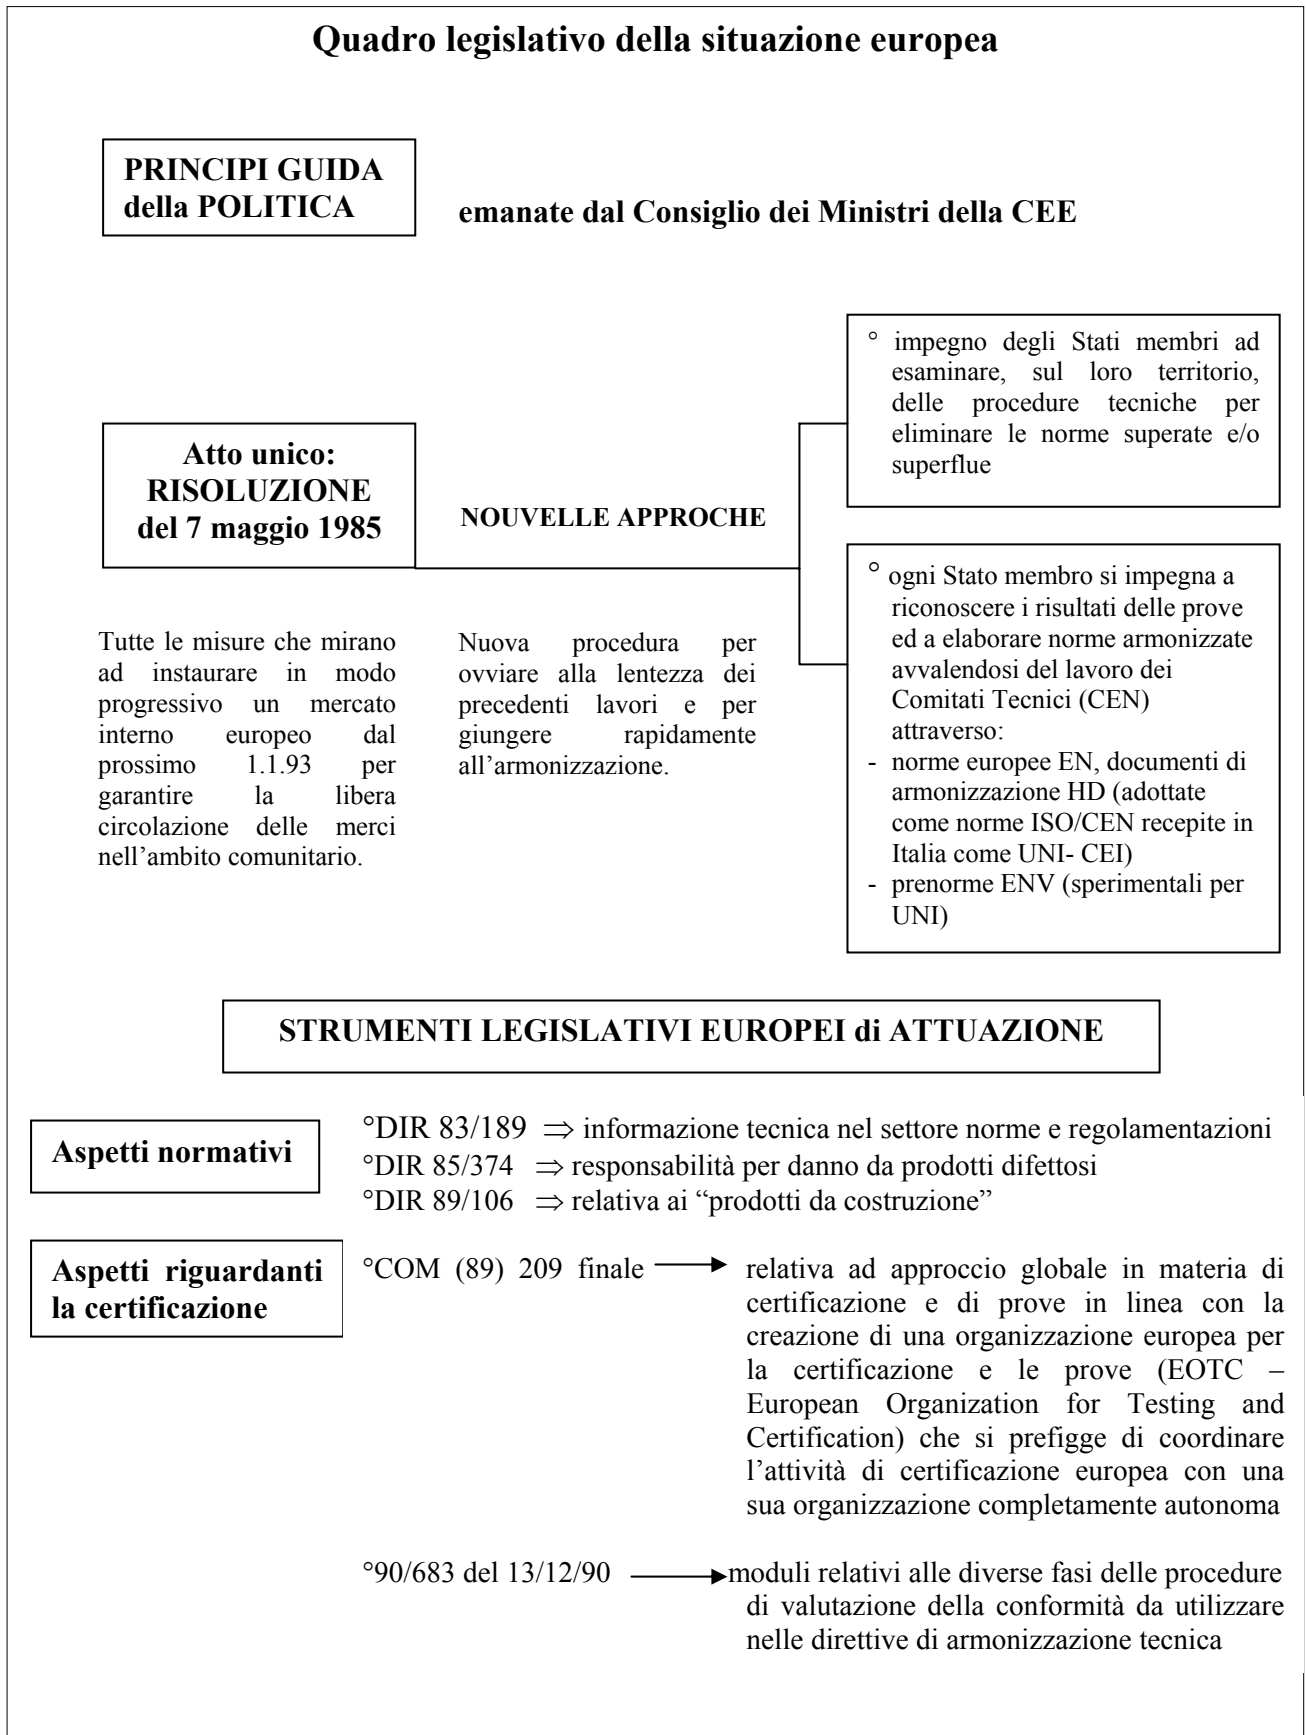 Quadro legislativo della situazione europea
PRINCIPI GUIDA
della POLITICA
emanate dal Consiglio dei Ministri della CEE
° impegno degli Stati membri ad
esaminare, sul loro territorio,
delle procedure tecniche per
eliminare le norme superate e/o
superflue
Atto unico:
RISOLUZIONE
del 7 maggio 1985
NOUVELLE APPROCHE
° ogni Stato membro si impegna a
riconoscere i risultati delle prove
ed a elaborare norme armonizzate
avvalendosi del lavoro dei
Comitati Tecnici (CEN)
attraverso:
- norme europee EN, documenti di
armonizzazione HD (adottate
come norme ISO/CEN recepite in
Italia come UNI- CEI)
- prenorme ENV (sperimentali per
UNI)
Tutte le misure che mirano
ad instaurare in modo
progressivo un mercato
interno europeo dal
prossimo 1.1.93 per
garantire la libera
circolazione delle merci
nell’ambito comunitario.
Nuova procedura per
ovviare alla lentezza dei
precedenti lavori e per
giungere rapidamente
all’armonizzazione.
STRUMENTI LEGISLATIVI EUROPEI di ATTUAZIONE
Aspetti normativi
°DIR 83/189 ⇒ informazione tecnica nel settore norme e regolamentazioni
°DIR 85/374 ⇒ responsabilità per danno da prodotti difettosi
°DIR 89/106 ⇒ relativa ai “prodotti da costruzione”
Aspetti riguardanti
la certificazione
°COM (89) 209 finale → relativa ad approccio globale in materia di
certificazione e di prove in linea con la
creazione di una organizzazione europea per
la certificazione e le prove (EOTC –
European Organization for Testing and
Certification) che si prefigge di coordinare
l’attività di certificazione europea con una
sua organizzazione completamente autonoma
°90/683 del 13/12/90 → moduli relativi alle diverse fasi delle procedure
di valutazione della conformità da utilizzare
nelle direttive di armonizzazione tecnica